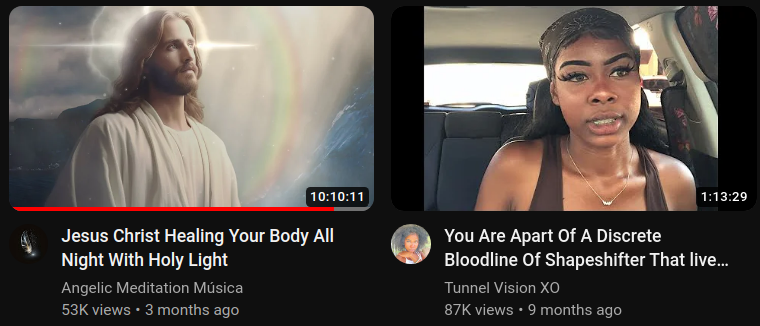 10:10:11
Jesus Christ Healing Your Body All
Night With Holy Light
Angelic Meditation Música
53K views • 3 months ago
1:13:29
You Are Apart Of A Discrete
Bloodline Of Shapeshifter That live...
Tunnel Vision XO
87K views • 9 months ago